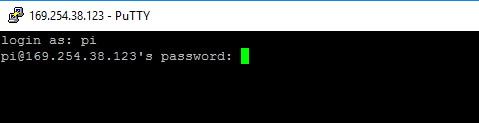 169.254.38.123 - PuTTY
login as: pi
pi@169.254.38.123's password: